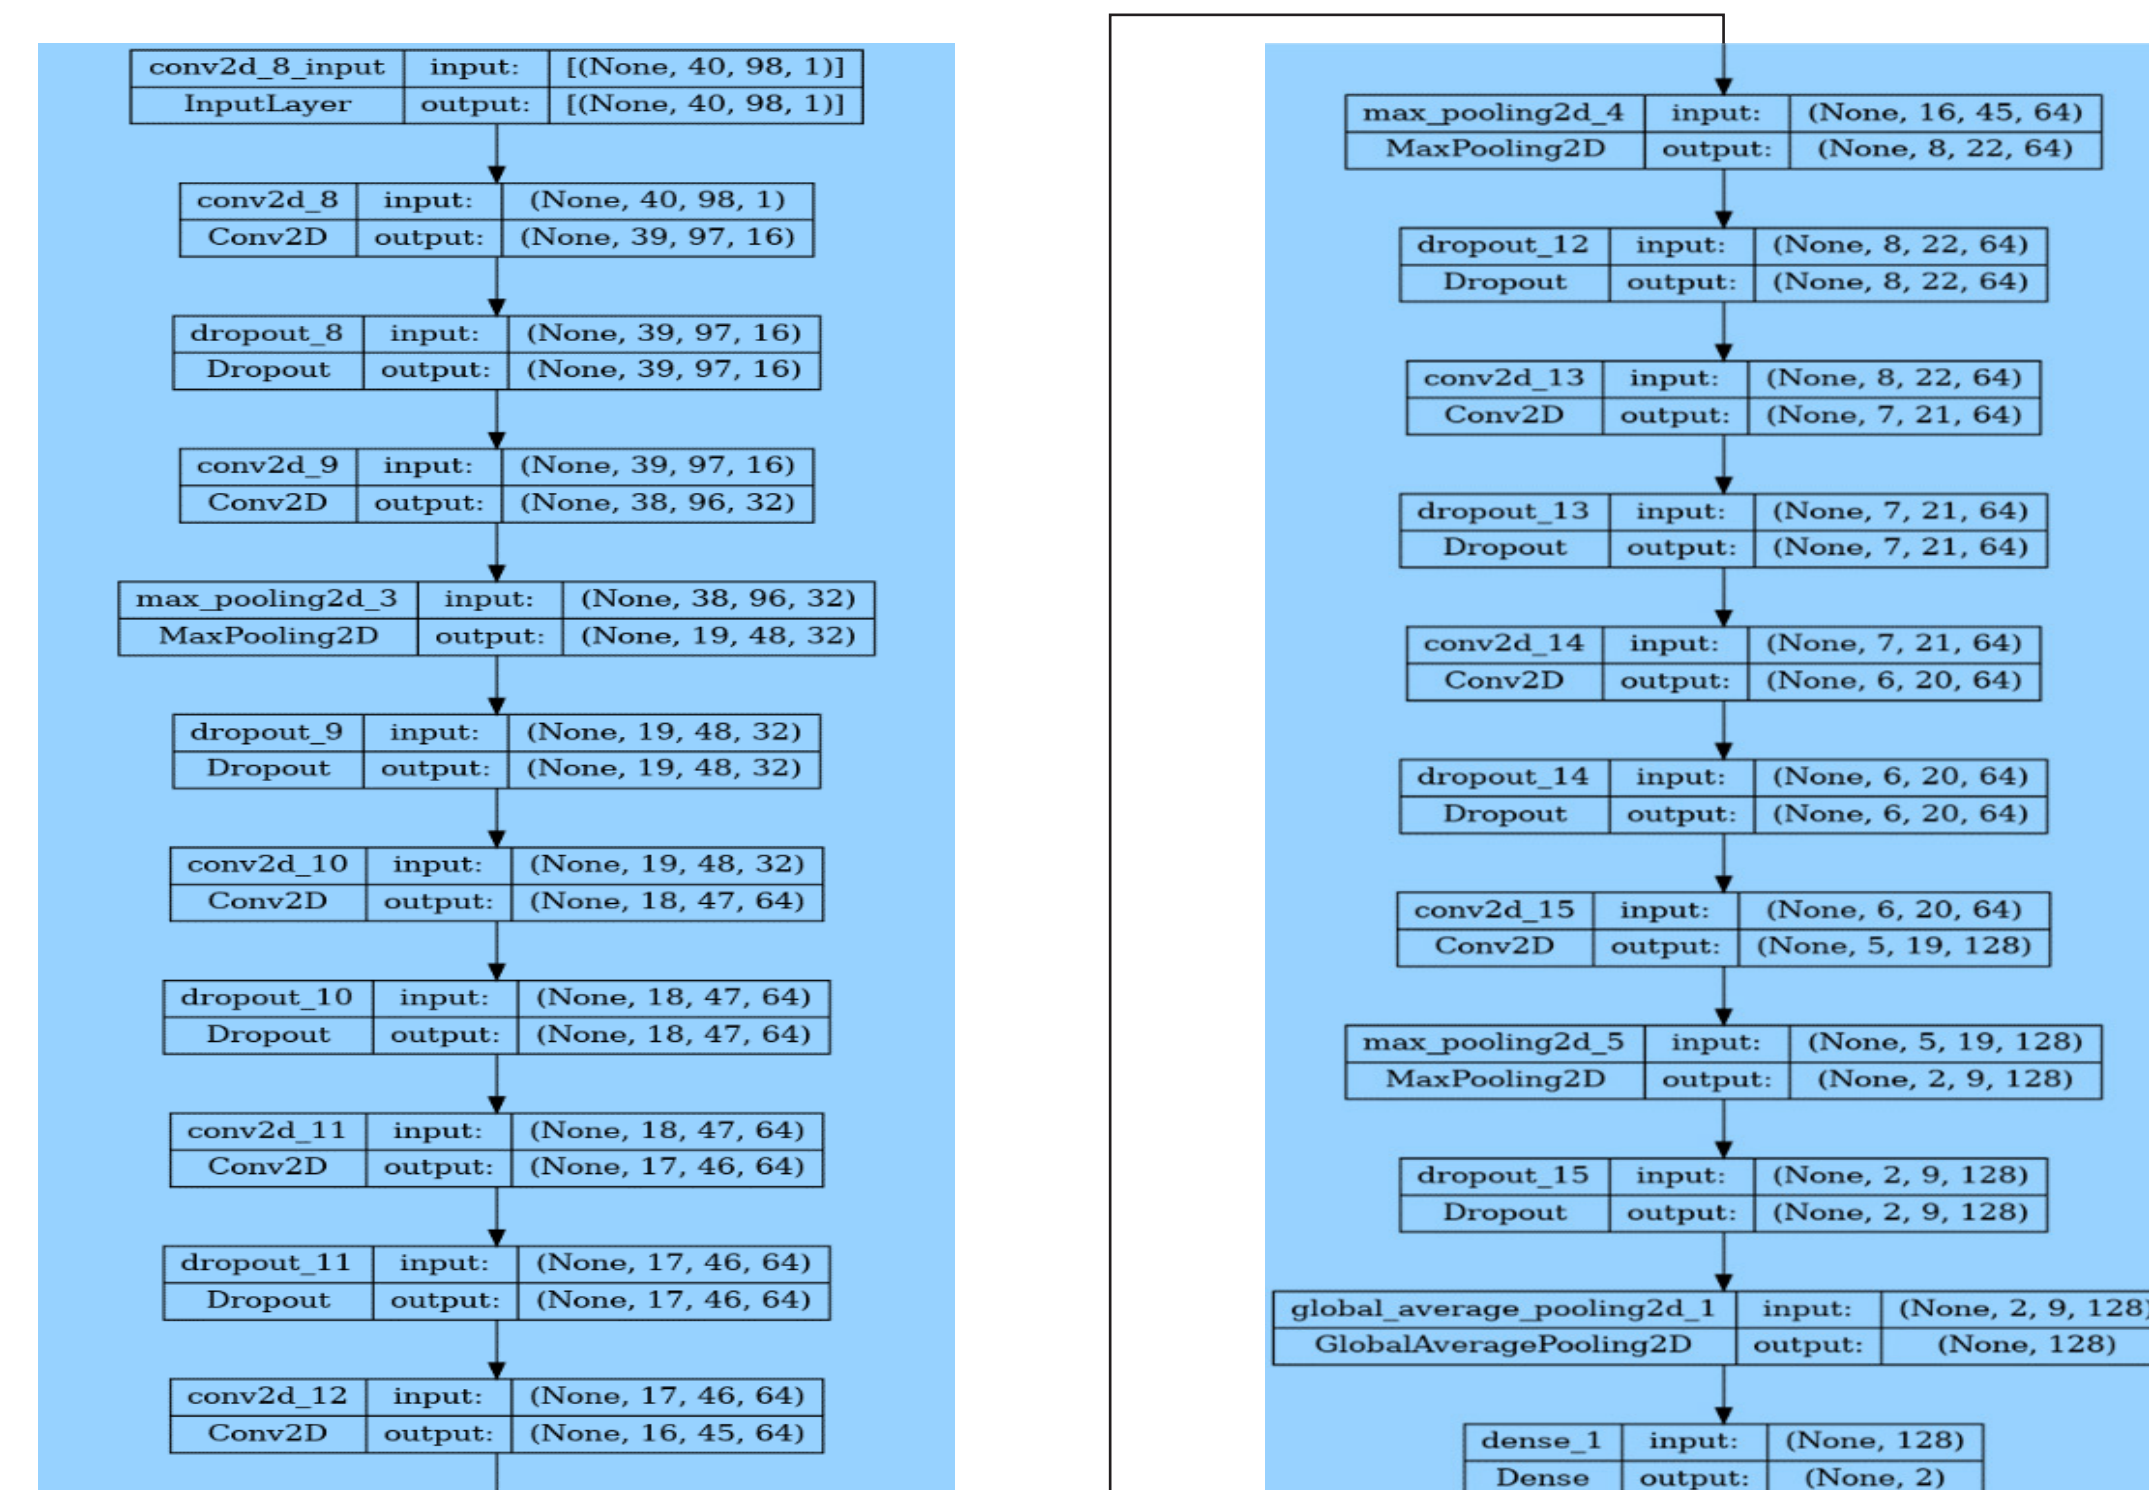 conv2d_8_input input: [(None, 40, 98, 1)]
InputLayer output: [(None, 40, 98, 1)]
conv2d_8 input: (None, 40, 98, 1)
Conv2D output: (None, 39, 97, 16)
dropout_8 input: (None, 39, 97, 16)
Dropout output: (None, 39, 97, 16)
conv2d_9 input: (None, 39, 97, 16)
Conv2D output: (None, 38, 96, 32)
max_pooling2d_3 input: (None, 38, 96, 32)
MaxPooling2D output: (None, 19, 48, 32)
dropout_9 input: (None, 19, 48, 32)
Dropout output: (None, 19, 48, 32)
conv2d_10 input: (None, 19, 48, 32)
Conv2D output: (None, 18, 47, 64)
dropout_10 input: (None, 18, 47, 64)
Dropout output: (None, 18, 47, 64)
conv2d_11 input: (None, 18, 47, 64)
Conv2D output: (None, 17, 46, 64)
dropout_11 input: (None, 17, 46, 64)
Dropout output: (None, 17, 46, 64)
conv2d_12 input: (None, 17, 46, 64)
Conv2D output: (None, 16, 45, 64)
max_pooling2d_4 input: (None, 16, 45, 64)
MaxPooling2D output: (None, 8, 22, 64)
dropout_12 input: (None, 8, 22, 64)
Dropout output: (None, 8, 22, 64)
conv2d_13 input: (None, 8, 22, 64)
Conv2D output: (None, 7, 21, 64)
dropout_13 input: (None, 7, 21, 64)
Dropout output: (None, 7, 21, 64)
conv2d_14 input: (None, 7, 21, 64)
Conv2D output: (None, 6, 20, 64)
dropout_14 input: (None, 6, 20, 64)
Dropout output: (None, 6, 20, 64)
conv2d_15 input: (None, 6, 20, 64)
Conv2D output: (None, 5, 19, 128)
max_pooling2d_5 input: (None, 5, 19, 128)
MaxPooling2D output: (None, 2, 9, 128)
dropout_15 input: (None, 2, 9, 128)
Dropout output: (None, 2, 9, 128)
global_average_pooling2d_1 input: (None, 2, 9, 128)
GlobalAveragePooling2D output: (None, 128)
dense_1 input: (None, 128)
Dense output: (None, 2)